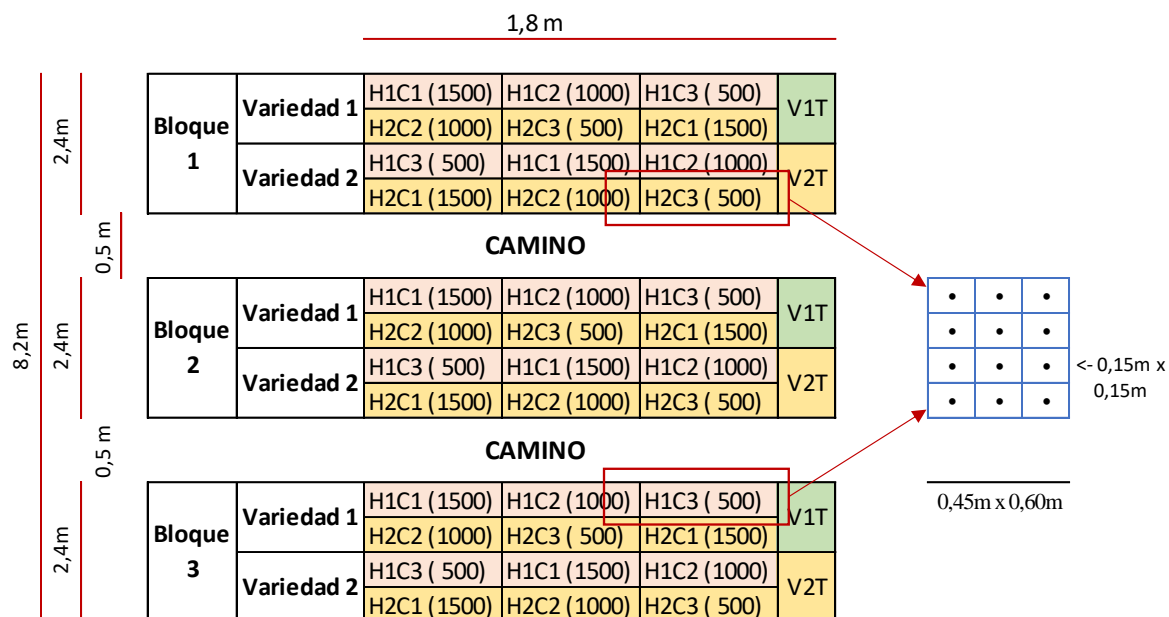 1,8 m
8,2m
2,4m
Bloque 1
Variedad 1
H1C1 (1500) H1C2 (1000) H1C3 ( 500)
V1T
H2C2 (1000) H2C3 ( 500) H2C1 (1500)
Variedad 2
H1C3 ( 500) H1C1 (1500) H1C2 (1000)
V2T
H2C1 (1500) H2C2 (1000) H2C3 ( 500)
0,5 m
CAMINO
2,4m
Bloque 2
Variedad 1
H1C1 (1500) H1C2 (1000) H1C3 ( 500)
V1T
H2C2 (1000) H2C3 ( 500) H2C1 (1500)
Variedad 2
H1C3 ( 500) H1C1 (1500) H1C2 (1000)
V2T
H2C1 (1500) H2C2 (1000) H2C3 ( 500)
<- 0,15m x
0,15m
0,5 m
CAMINO
2,4m
Bloque 3
Variedad 1
H1C1 (1500) H1C2 (1000) H1C3 ( 500)
V1T
H2C2 (1000) H2C3 ( 500) H2C1 (1500)
Variedad 2
H1C3 ( 500) H1C1 (1500) H1C2 (1000)
V2T
H2C1 (1500) H2C2 (1000) H2C3 ( 500)
0,45m x 0,60m